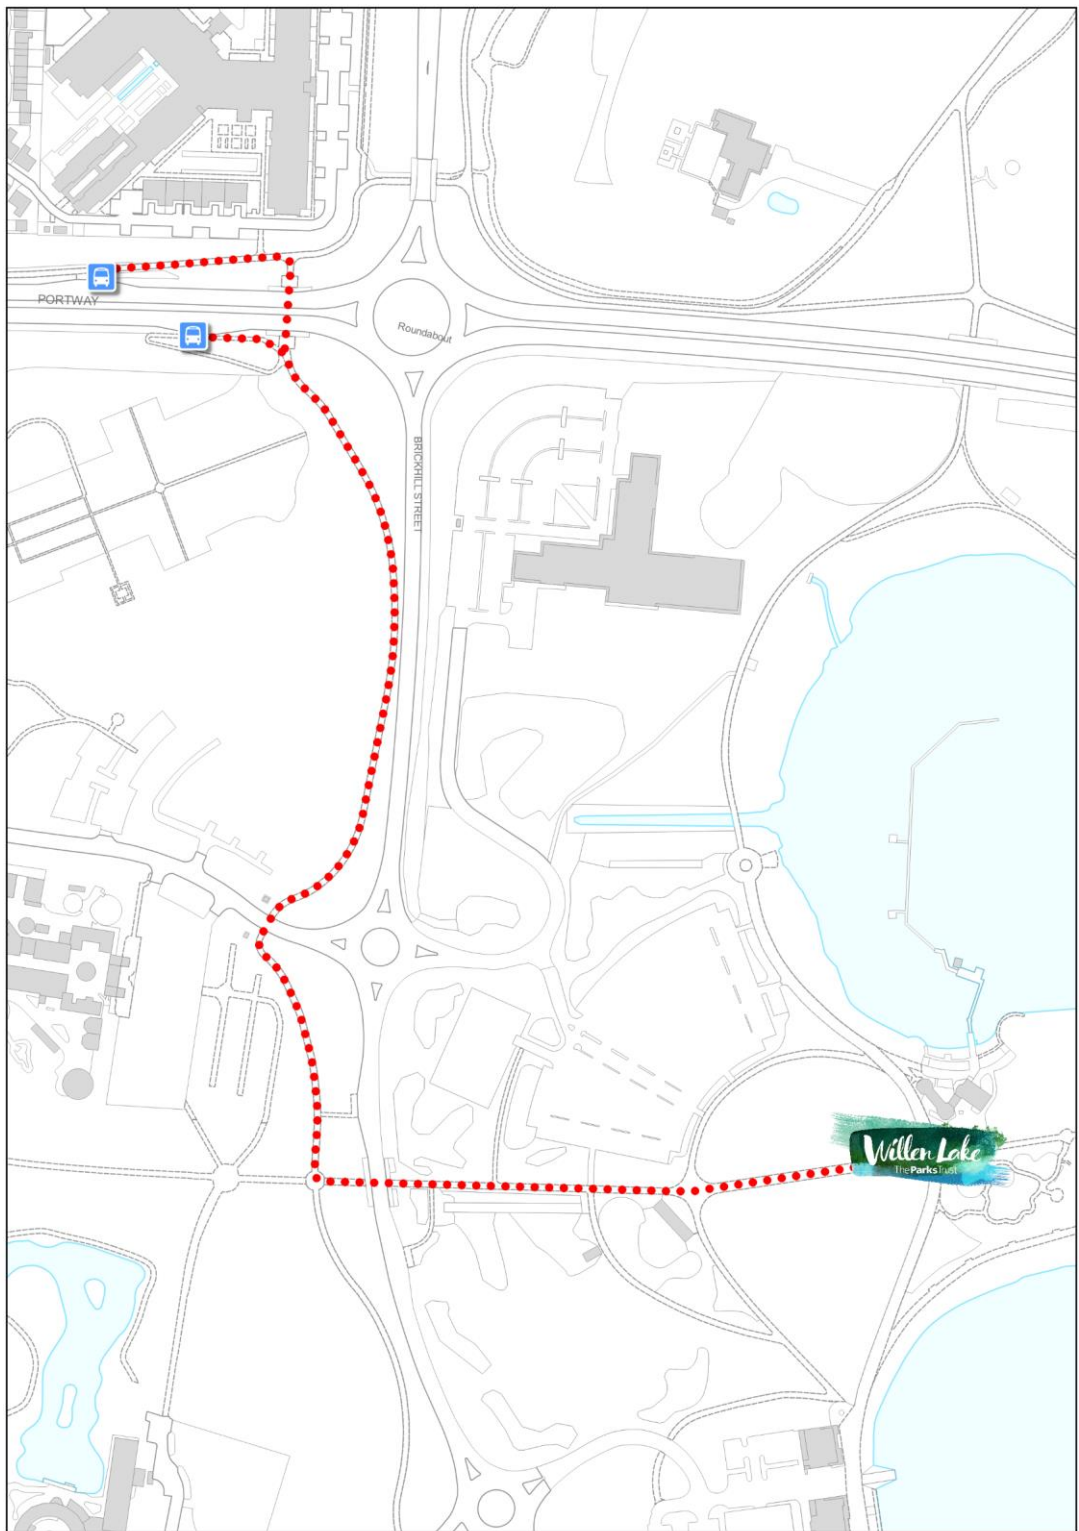 PORTWAY
Roundabout
BRICKHILL STREET
Willen Lake
The Parks Trust